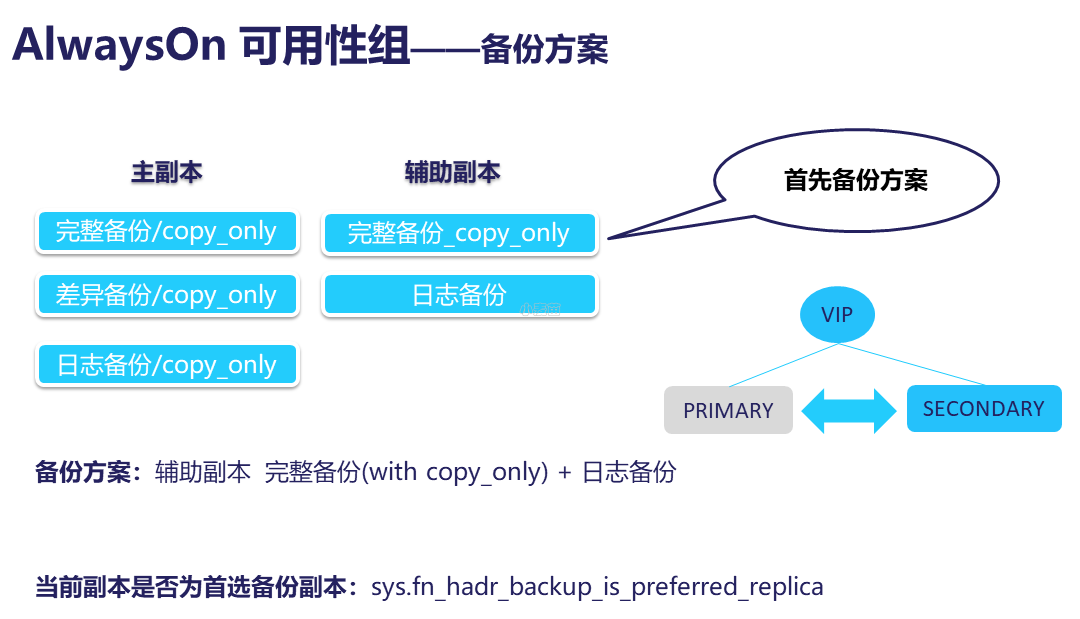 AlwaysOn 可用性组——备份方案
主副本
辅助副本
首先备份方案
完整备份/copy_only
完整备份_copy_only
差异备份/copy_only
日志备份
日志备份/copy_only
VIP
PRIMARY
SECONDARY
备份方案：辅助副本 完整备份(with copy_only) + 日志备份
当前副本是否为首选备份副本：sys.fn_hadr_backup_is_preferred_replica